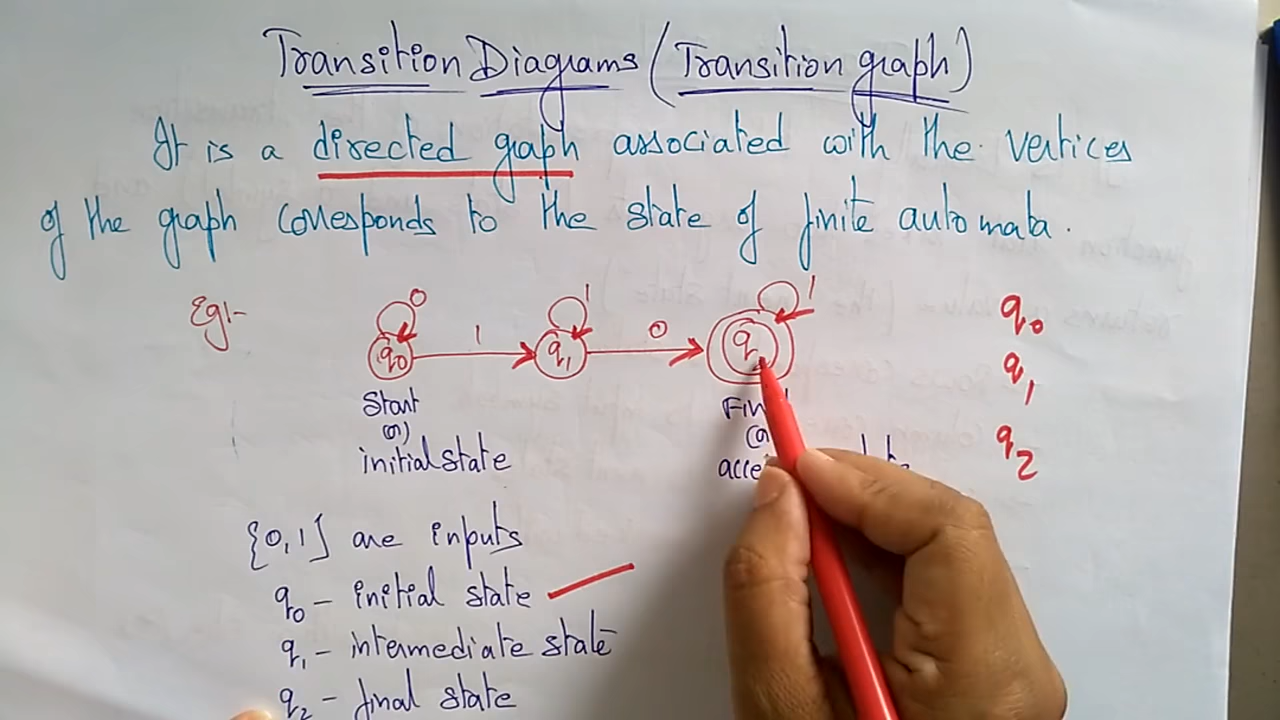 Transition Diagrams (Transition graph)
It is a directed graph associated with the vertices
of the graph corresponds to the state of finite automata.
Eg:-
0 1 1 0 1
q0 q1 q
Start
(or)
initial state
q0
q1
q2
{0,1} are inputs
q0 - initial state
q1 - intermediate state
q2 - final state